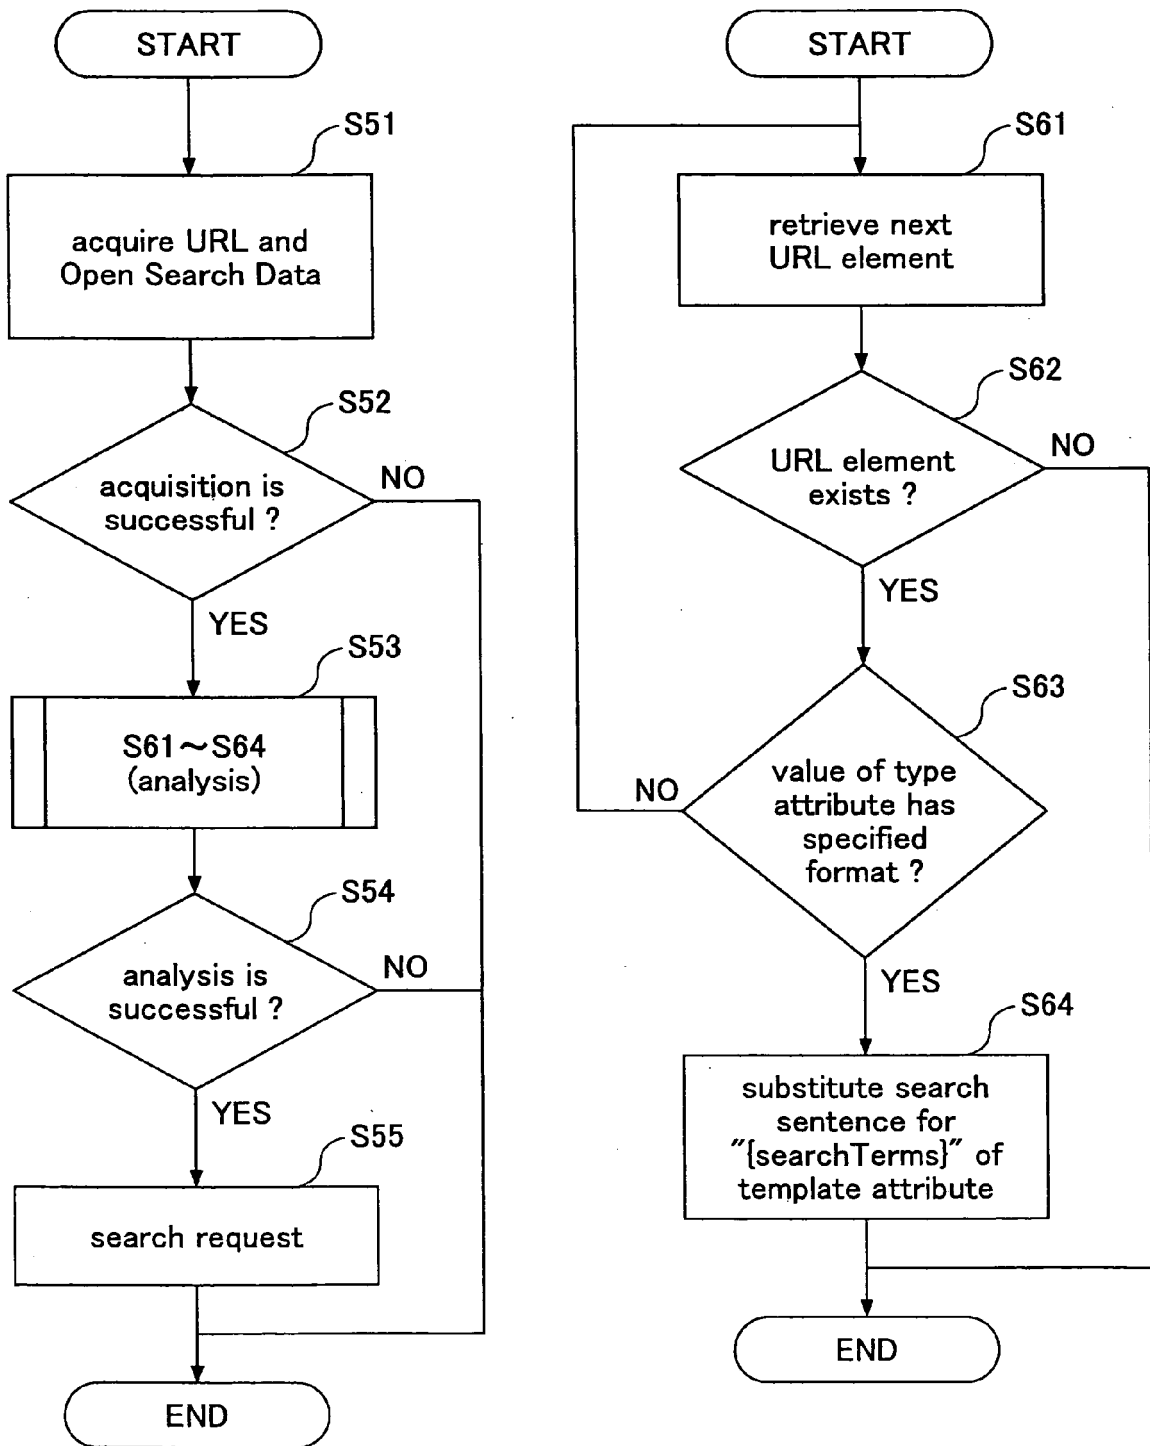 START
S51
acquire URL and
Open Search Data
S52
acquisition is
successful ?
NO
YES
S53
S61～S64
(analysis)
S54
analysis is
successful ?
NO
YES
S55
search request
END
START
S61
retrieve next
URL element
S62
URL element
exists ?
NO
YES
S63
value of type
attribute has
specified
format ?
NO
YES
S64
substitute search
sentence for
"{searchTerms}" of
template attribute
END